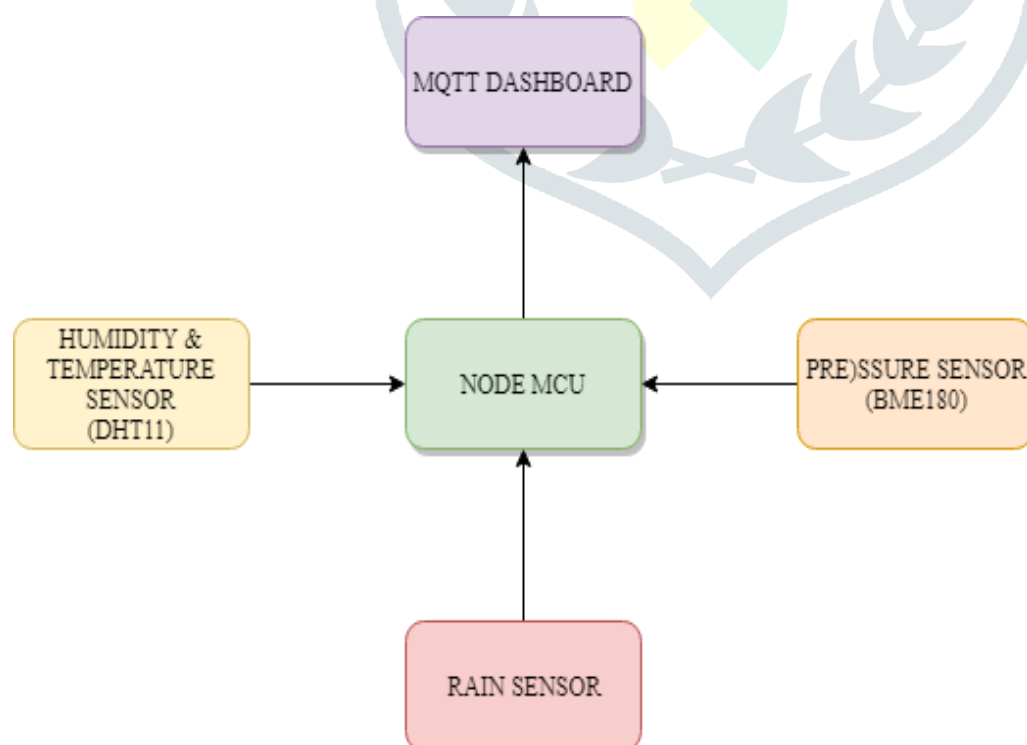 MQTT DASHBOARD
HUMIDITY &
TEMPERATURE
SENSOR
(DHT11)
NODE MCU
PRE)SSURE SENSOR
(BME180)
RAIN SENSOR